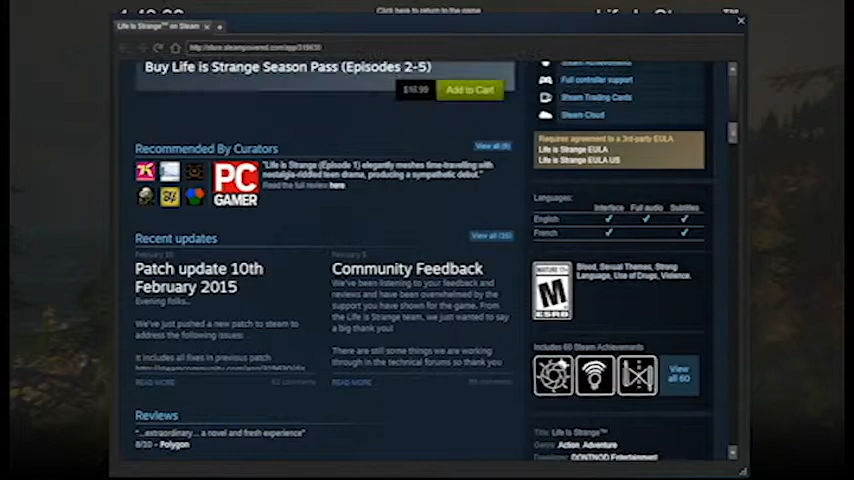 Click here to return to the game
Life is Strange™ on Steam
Buy Life is Strange Season Pass (Episodes 2-5)
$16.99
Add to Cart
Recommended By Curators
View all (6)
PC
GAMER
"Life is Strange (Episode 1) elegantly meshes time-travelling with
nostalgia-riddled teen drama, producing a sympathetic debut."
Read the full review here
Recent updates
Patch update 10th
February 2015
Evening folks...
We've just pushed a new patch to steam to
address the following issues:
It includes all fixes in previous patch
READ MORE
Community Feedback
We've been listening to your feedback and
reviews and have been overwhelmed by the
support you have shown for the game. From
the Life is Strange team, we just wanted to say
a big thank you!
There are still some things we are working
through in the technical forums so thank you
READ MORE
Reviews
"...extraordinary... a novel and fresh experience"
8/10 – Polygon
Steam Achievements
Full controller support
Steam Trading Cards
Steam Cloud
Requires agreement to a 3rd-party EULA
Life is Strange EULA
Life is Strange EULA US
Languages:
Interface Full audio Subtitles
English
French
MATURE 17+
M
ESRB
Blood, Sexual Themes, Strong
Language, Use of Drugs, Violence.
Includes 60 Steam Achievements
View
all 60
Title: Life is Strange™
Genre: Action, Adventure
Developer: DONTNOD Entertainment